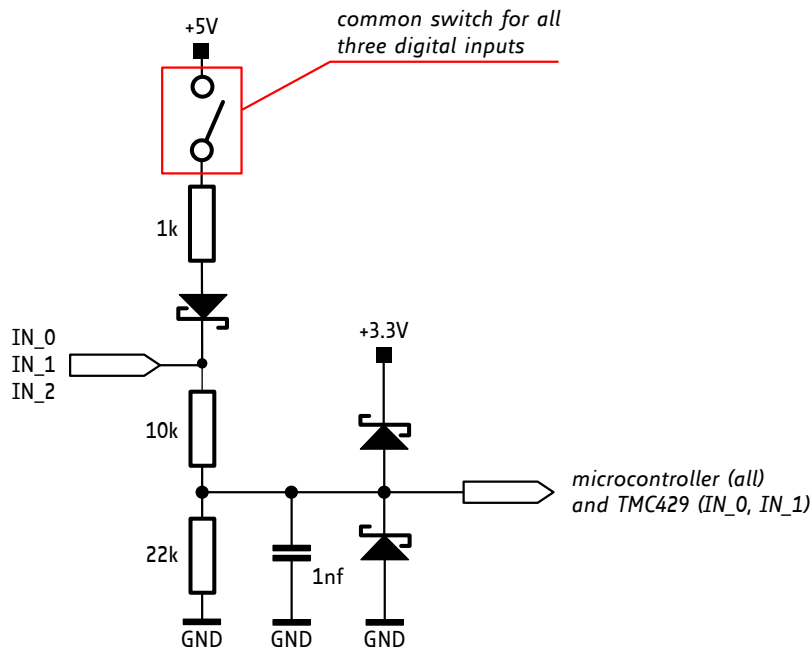 common switch for all
three digital inputs
+5V
1k
IN_0
IN_1
IN_2
+3.3V
10k
microcontroller (all)
and TMC429 (IN_0, IN_1)
22k
1nf
GND
GND
GND